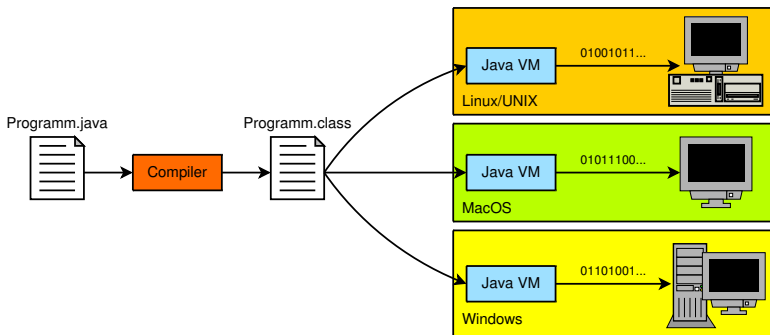 Programm.java
Compiler
Programm.class
Java VM
01001011...
Linux/UNIX
Java VM
01011100...
MacOS
Java VM
01101001...
Windows